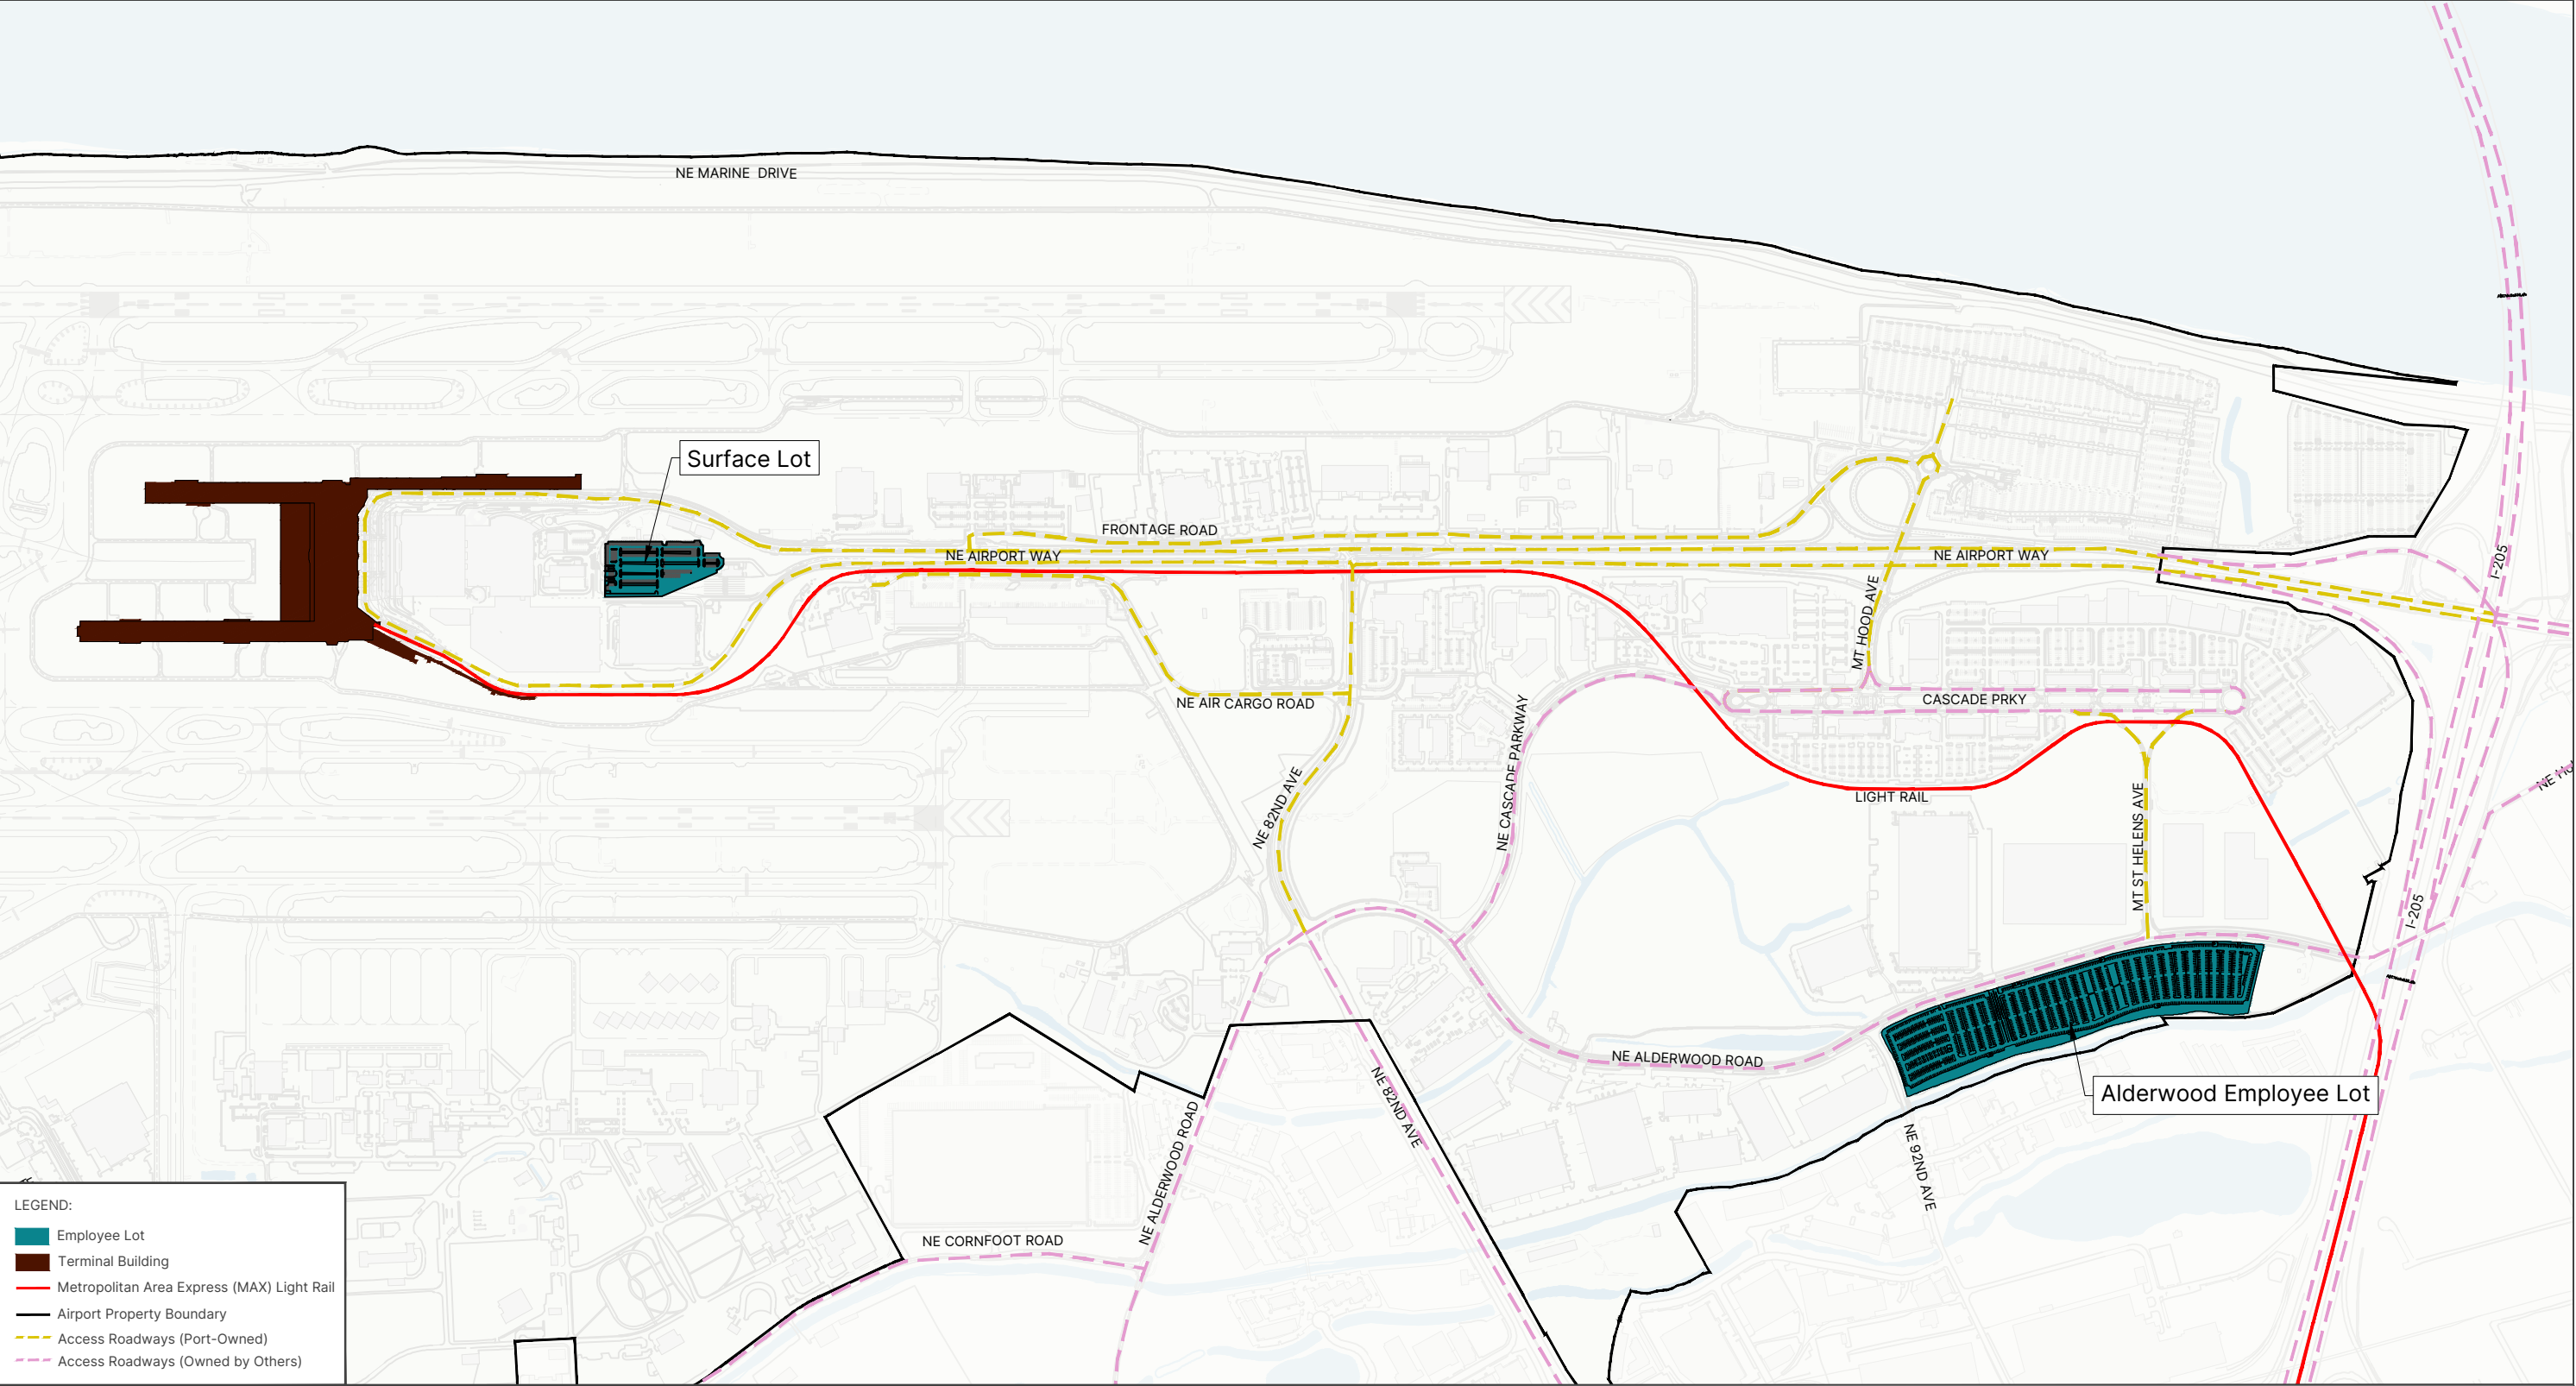 NE MARINE  DRIVE
Surface Lot
FRONTAGE ROAD
NE AIRPORT WAY
NE AIRPORT WAY
I-205
MT HOOD AVE
NE AIR CARGO ROAD
CASCADE PRKY
NE CASCADE PARKWAY
NE 82ND AVE
LIGHT RAIL
MT ST HELENS AVE
I-205
NE ALDERWOOD ROAD
NE 82ND AVE
Alderwood Employee Lot
NE ALDERWOOD ROAD
NE 92ND AVE
NE CORNFOOT ROAD
LEGEND:
Employee Lot
Terminal Building
Metropolitan Area Express (MAX) Light Rail
Airport Property Boundary
Access Roadways (Port-Owned)
Access Roadways (Owned by Others)